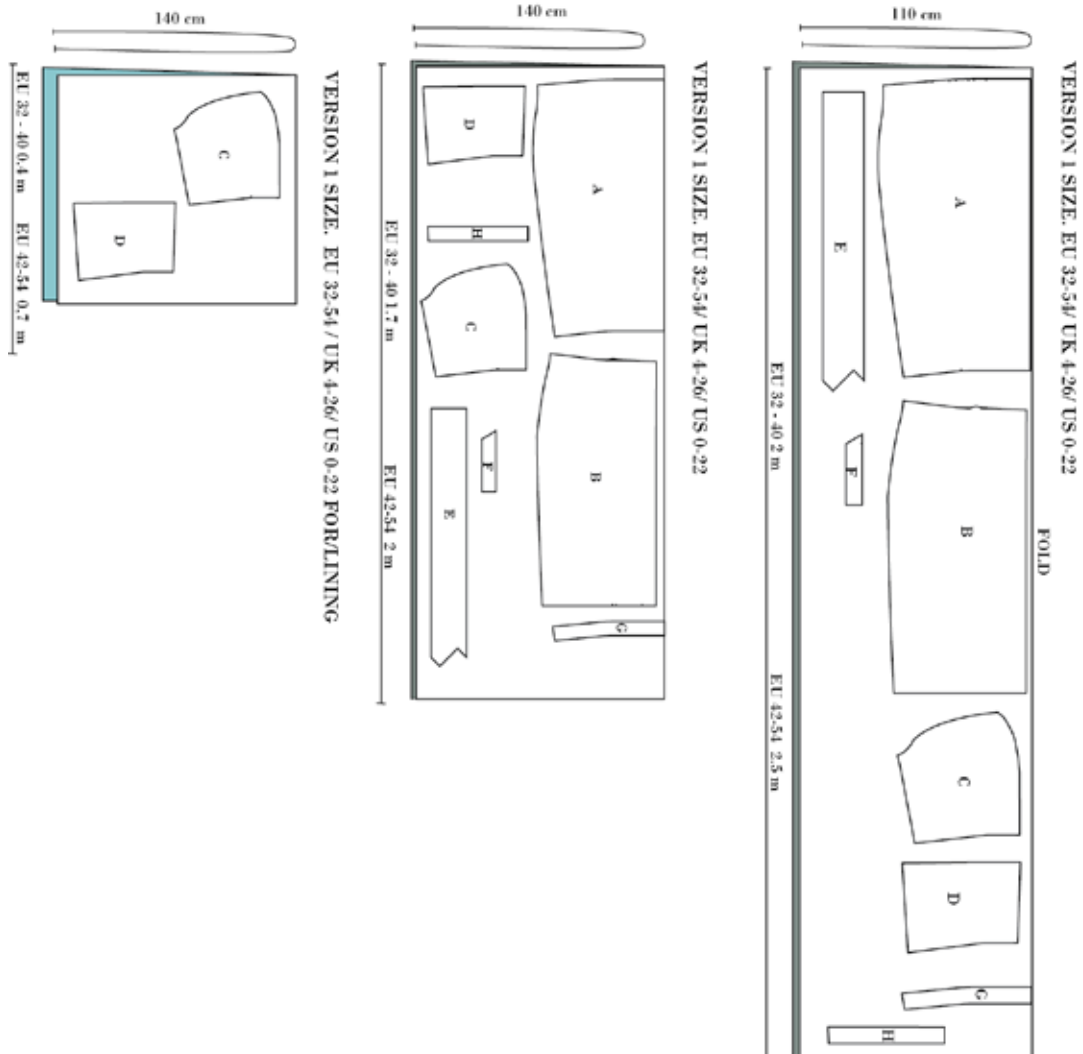 VERSION 1 SIZE. EU 32-54/ UK 4-26/ US 0-22
110 cm
FOLD
A
B
C
D
G
H
E
F
EU 32 - 40 2 m EU 42-54 2.5 m
VERSION 1 SIZE. EU 32-54/ UK 4-26/ US 0-22
140 cm
A
B
G
D
H
C
F
E
EU 32 - 40 1.7 m EU 42-54 2 m
VERSION 1 SIZE. EU 32-54 / UK 4-26/ US 0-22 FOR/LINING
140 cm
C
D
EU 32 - 40 0.4 m EU 42-54 0,7 m